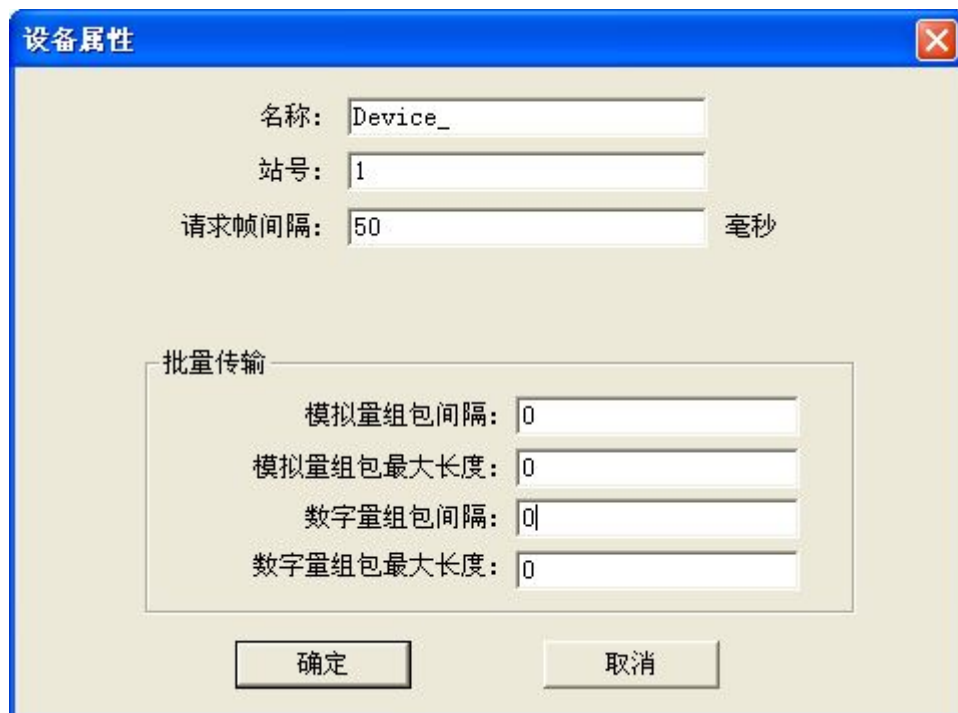 设备属性
名称： Device_
站号： 1
请求帧间隔： 50 毫秒
批量传输
模拟量组包间隔： 0
模拟量组包最大长度： 0
数字量组包间隔： 0
数字量组包最大长度： 0
确定 取消